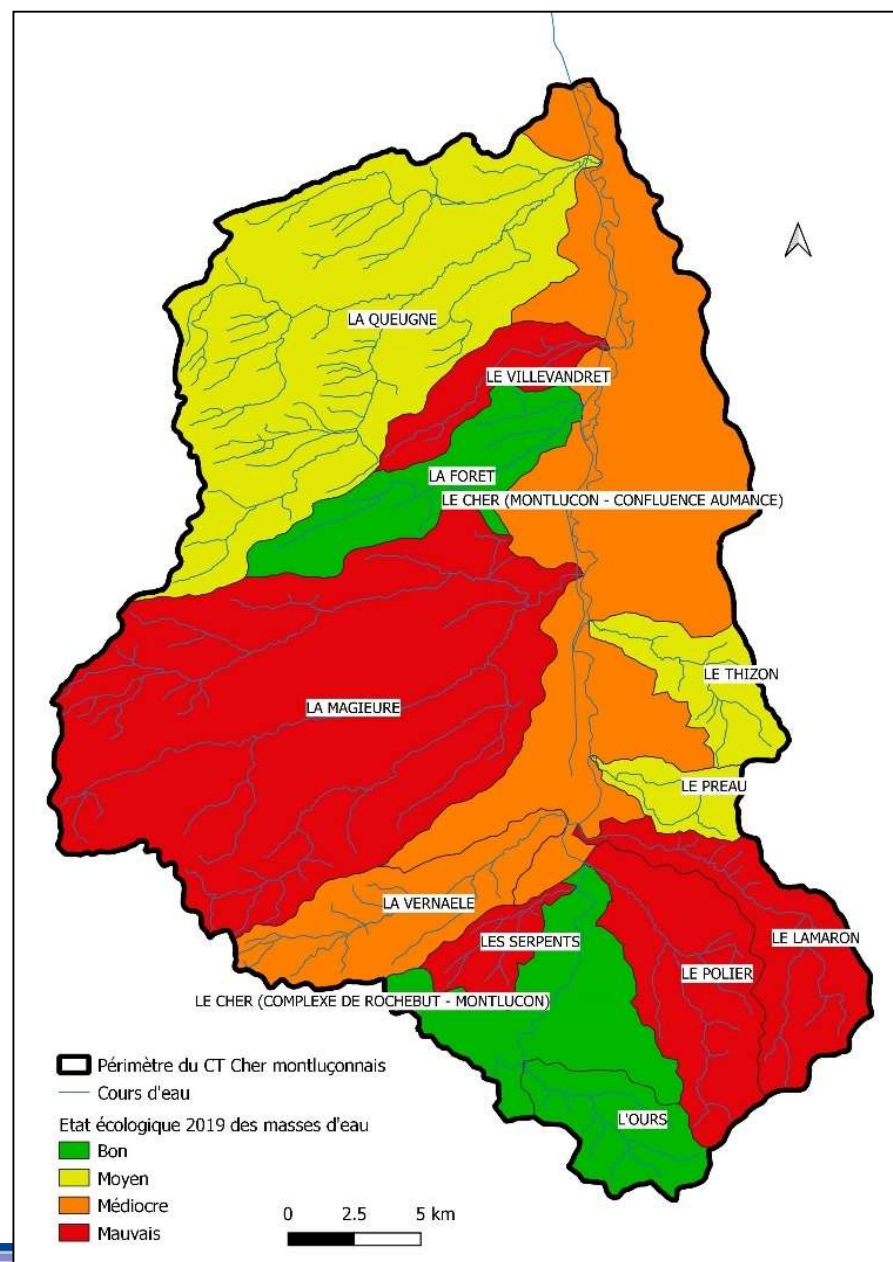 LA QUEUGNE
LE VILLEVANDRET
LA FORET
LE CHER (MONTLUCON - CONFLUENCE AUMANCE)
LE THIZON
LA MAGIEURE
LE PREAU
LA VERNAELE
LE LAMARON
LES SERPENTS
LE POLIER
LE CHER (COMPLEXE DE ROCHEBUT - MONTLUCON)
L'OURS
Périmètre du CT Cher montluçonnais
Cours d'eau
Etat écologique 2019 des masses d'eau
Bon
Moyen
Médiocre
Mauvais
0 2.5 5 km